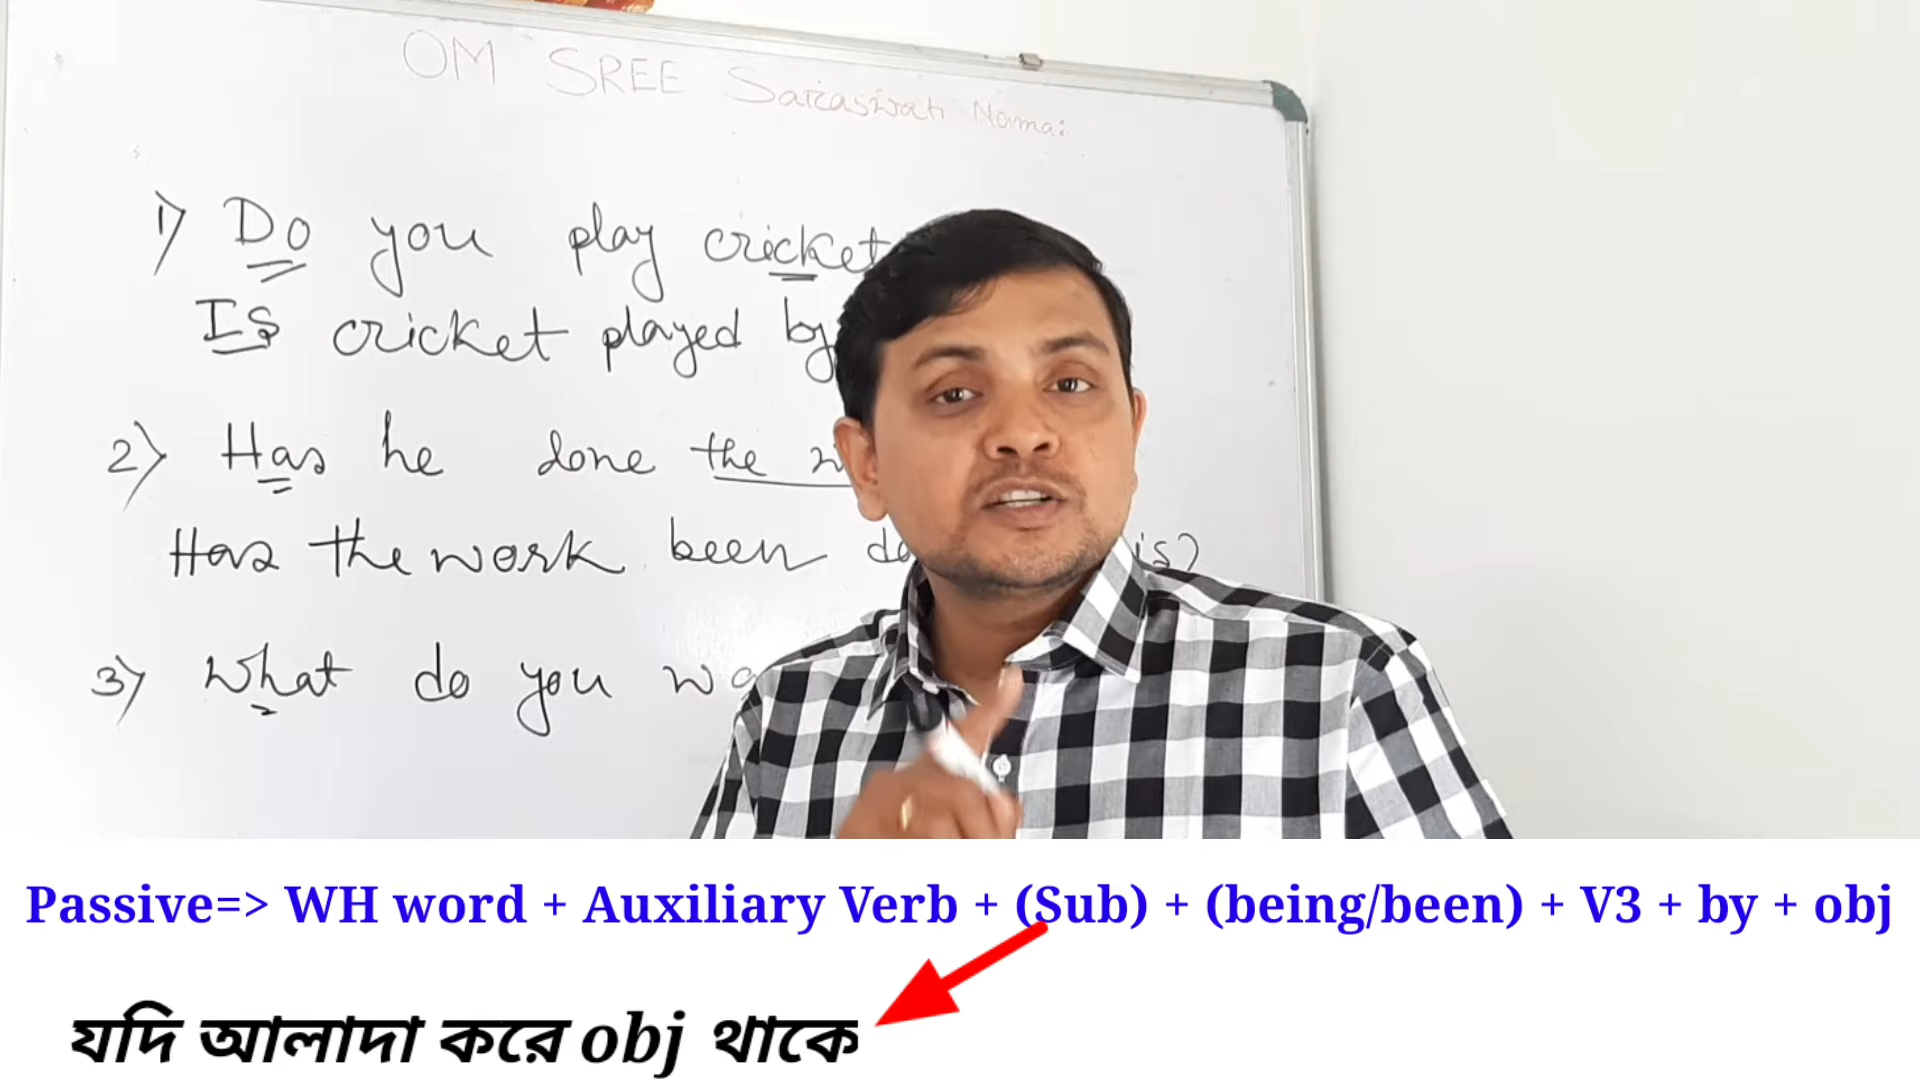 OM SREE Saraswati Nama:
1) Do you play cricket
Is cricket played by
2) Has he done the
Has the work been
3) What do you
Passive=> WH word + Auxiliary Verb + (Sub) + (being/been) + V3 + by + obj
যদি আলাদা করে obj থাকে